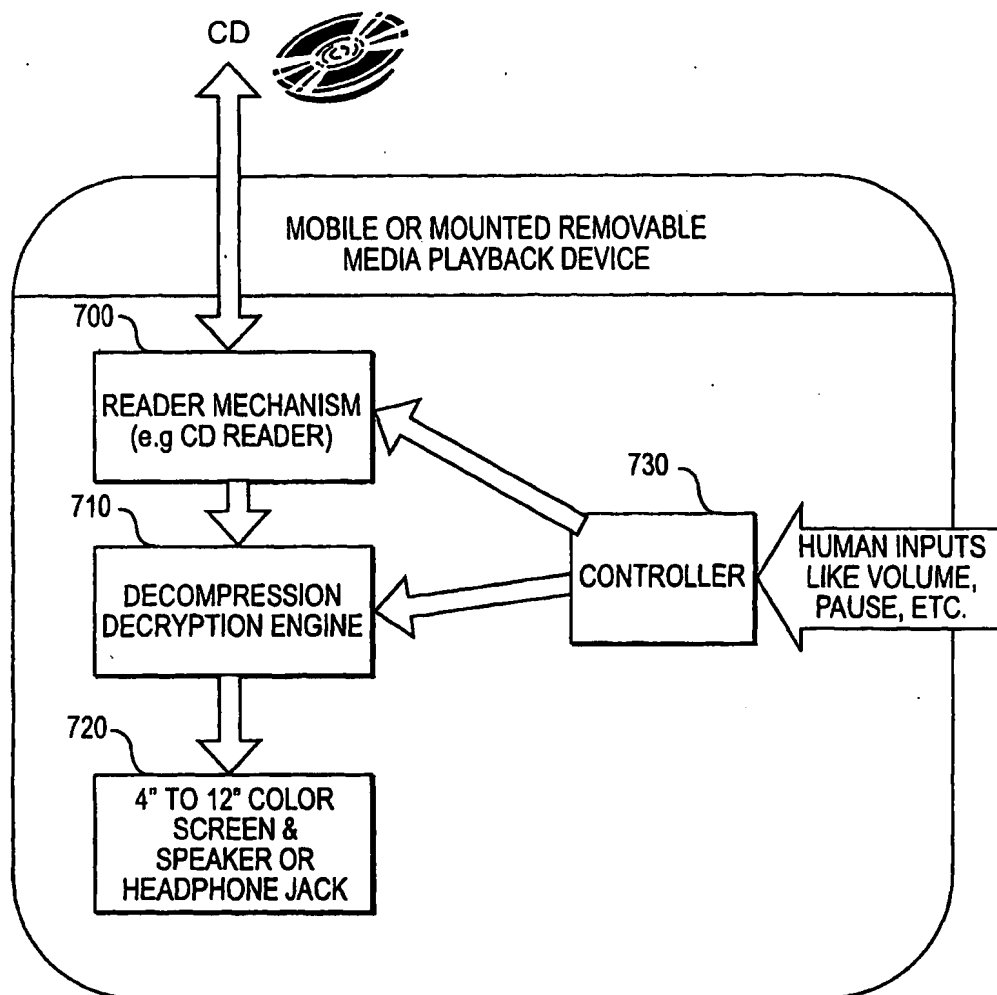 CD
MOBILE OR MOUNTED REMOVABLE
MEDIA PLAYBACK DEVICE
700
READER MECHANISM
(e.g CD READER)
710
DECOMPRESSION
DECRYPTION ENGINE
730
CONTROLLER
HUMAN INPUTS
LIKE VOLUME,
PAUSE, ETC.
720
4" TO 12" COLOR
SCREEN &
SPEAKER OR
HEADPHONE JACK